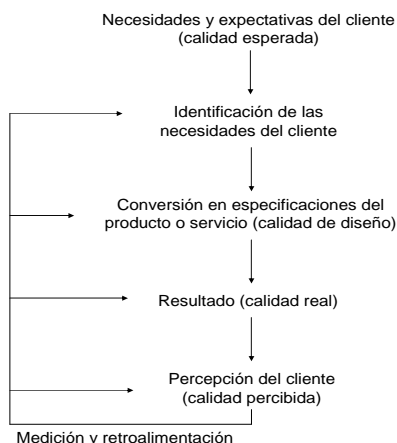 Necesidades y expectativas del cliente
(calidad esperada)
Identificación de las
necesidades del cliente
Conversión en especificaciones del
producto o servicio (calidad de diseño)
Resultado (calidad real)
Percepción del cliente
(calidad percibida)
Medición y retroalimentación